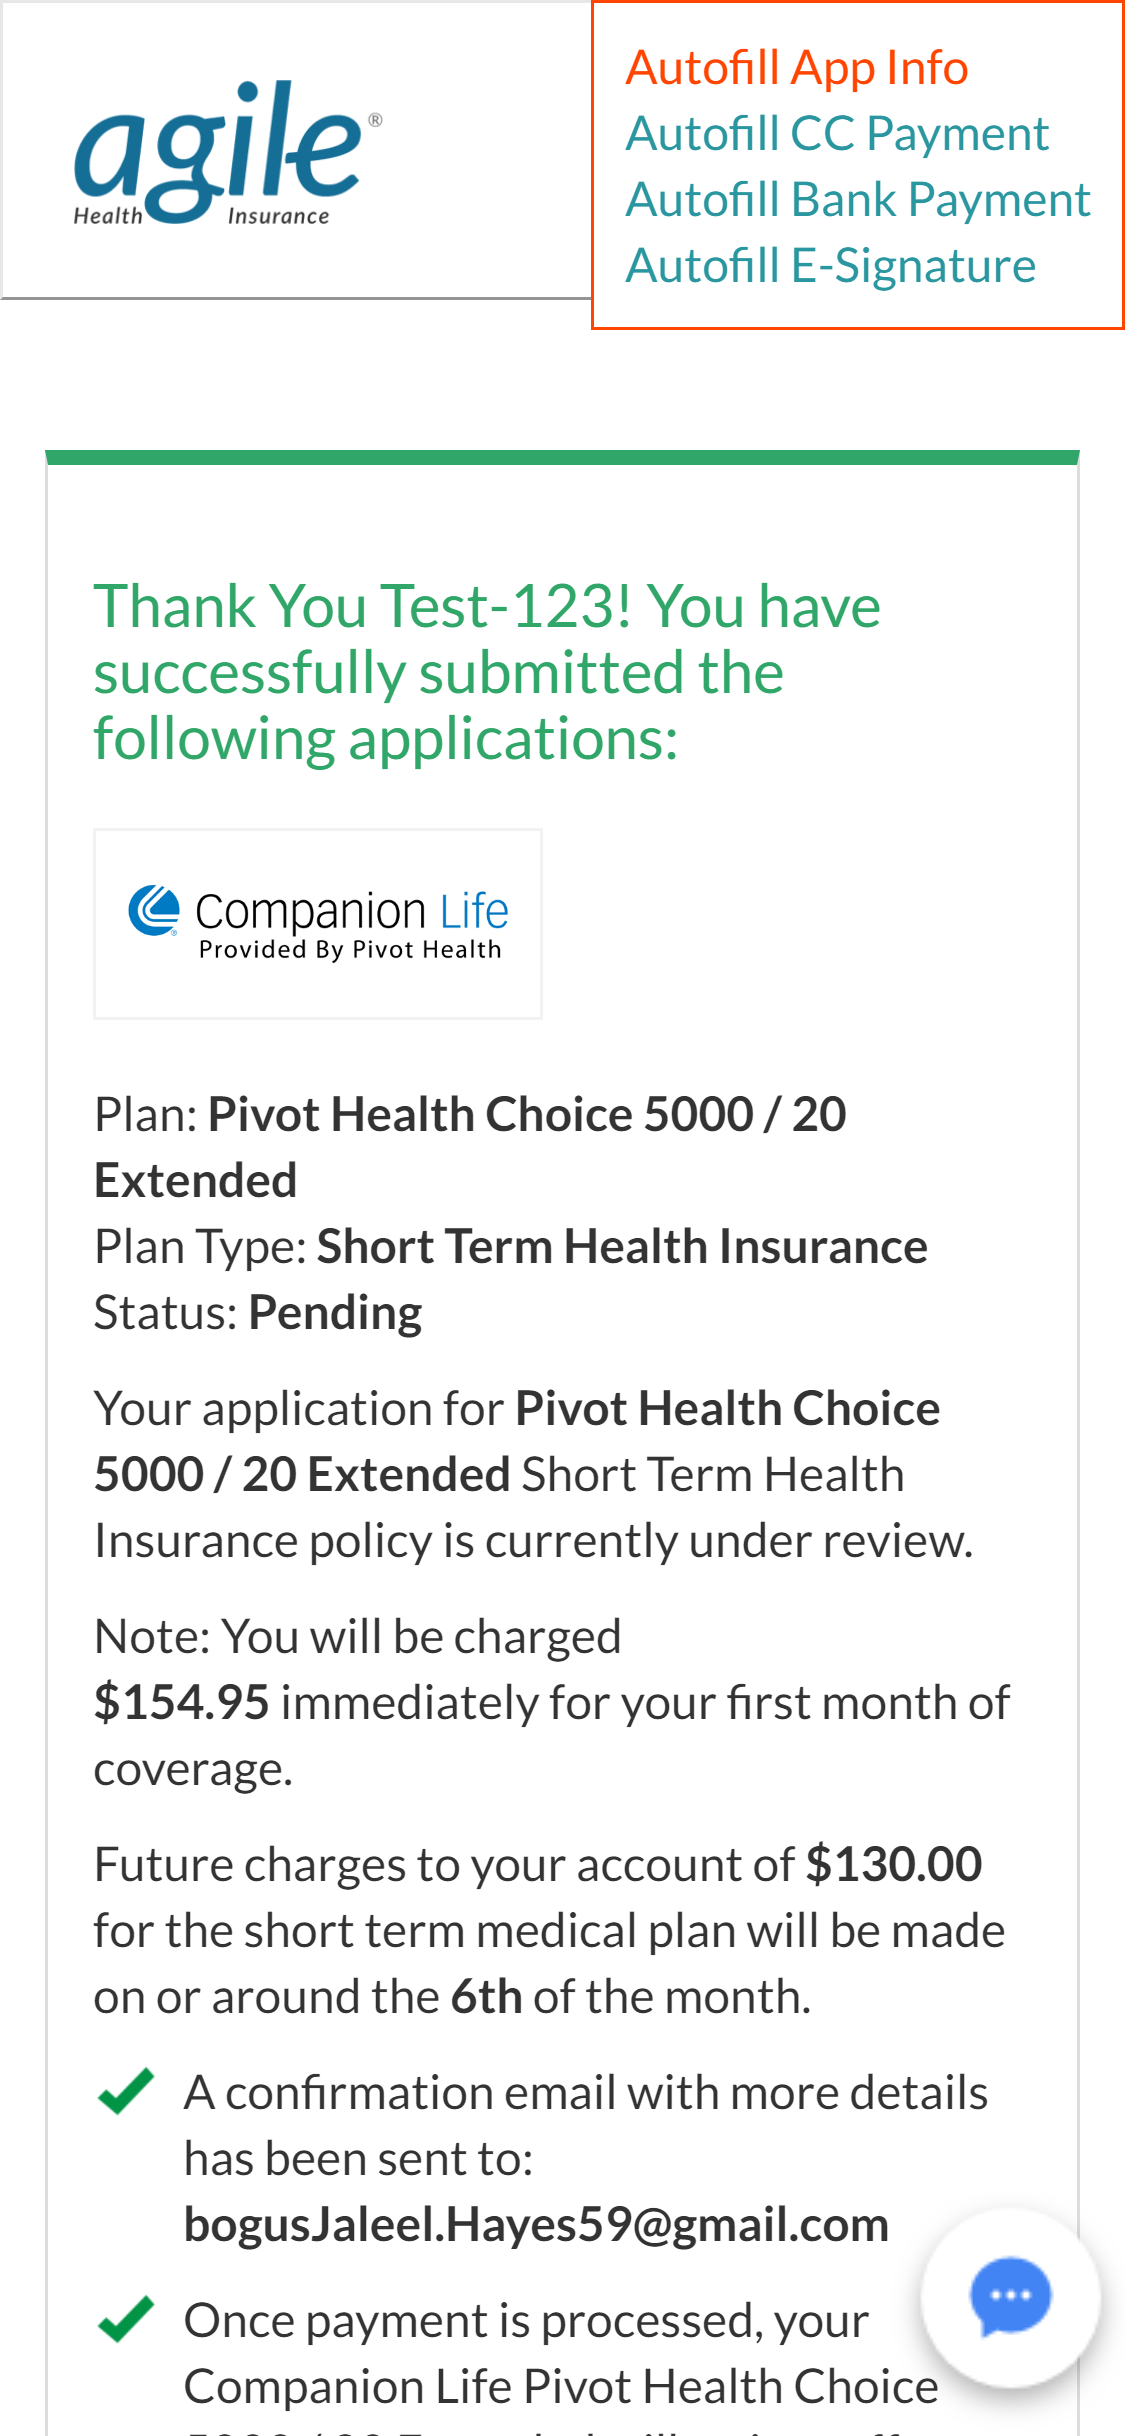 agile®
Health Insurance
Autofill App Info
Autofill CC Payment
Autofill Bank Payment
Autofill E-Signature
Thank You Test-123! You have
successfully submitted the
following applications:
Companion Life
Provided By Pivot Health
Plan: Pivot Health Choice 5000 / 20
Extended
Plan Type: Short Term Health Insurance
Status: Pending
Your application for Pivot Health Choice
5000 / 20 Extended Short Term Health
Insurance policy is currently under review.
Note: You will be charged
$154.95 immediately for your first month of
coverage.
Future charges to your account of $130.00
for the short term medical plan will be made
on or around the 6th of the month.
A confirmation email with more details
has been sent to:
bogusJaleel.Hayes59@gmail.com
Once payment is processed, your
Companion Life Pivot Health Choice